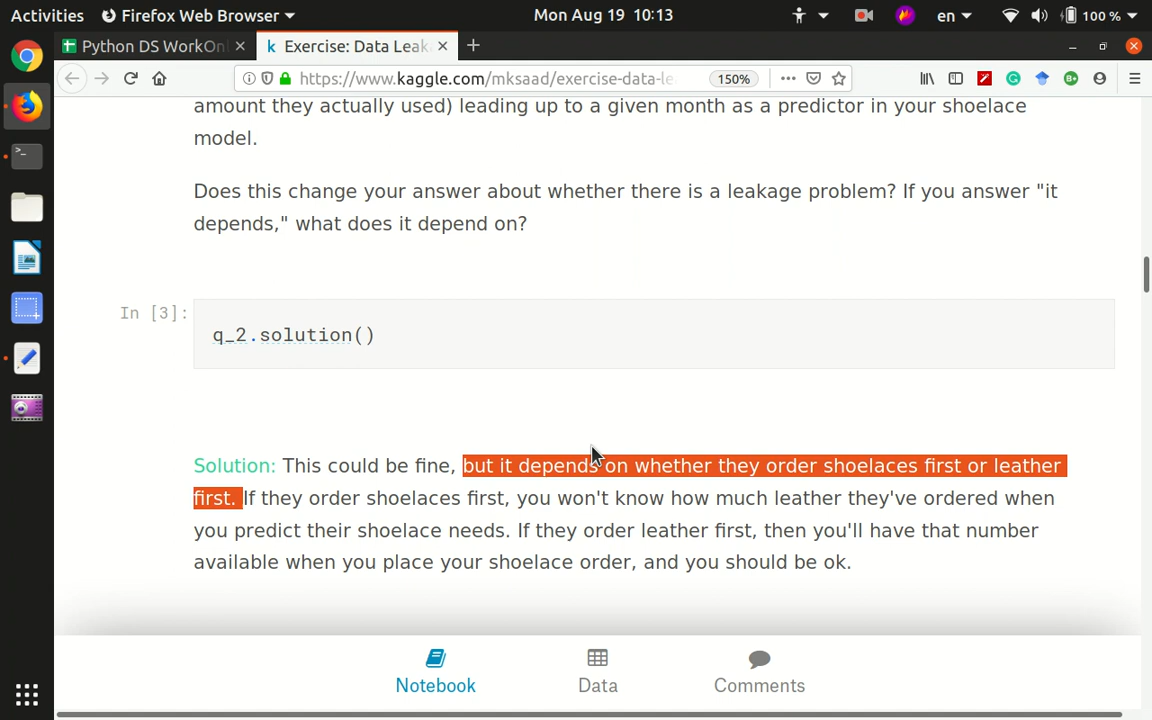 Activities Firefox Web Browser Mon Aug 19 10:13 en 100 %
Python DS WorkOn Exercise: Data Leak
https://www.kaggle.com/mksaad/exercise-data-le 150%
amount they actually used) leading up to a given month as a predictor in your shoelace
model.
Does this change your answer about whether there is a leakage problem? If you answer "it
depends," what does it depend on?
In [3]:
q_2.solution()
Solution: This could be fine, but it depends on whether they order shoelaces first or leather
first. If they order shoelaces first, you won't know how much leather they've ordered when
you predict their shoelace needs. If they order leather first, then you'll have that number
available when you place your shoelace order, and you should be ok.
Notebook Data Comments